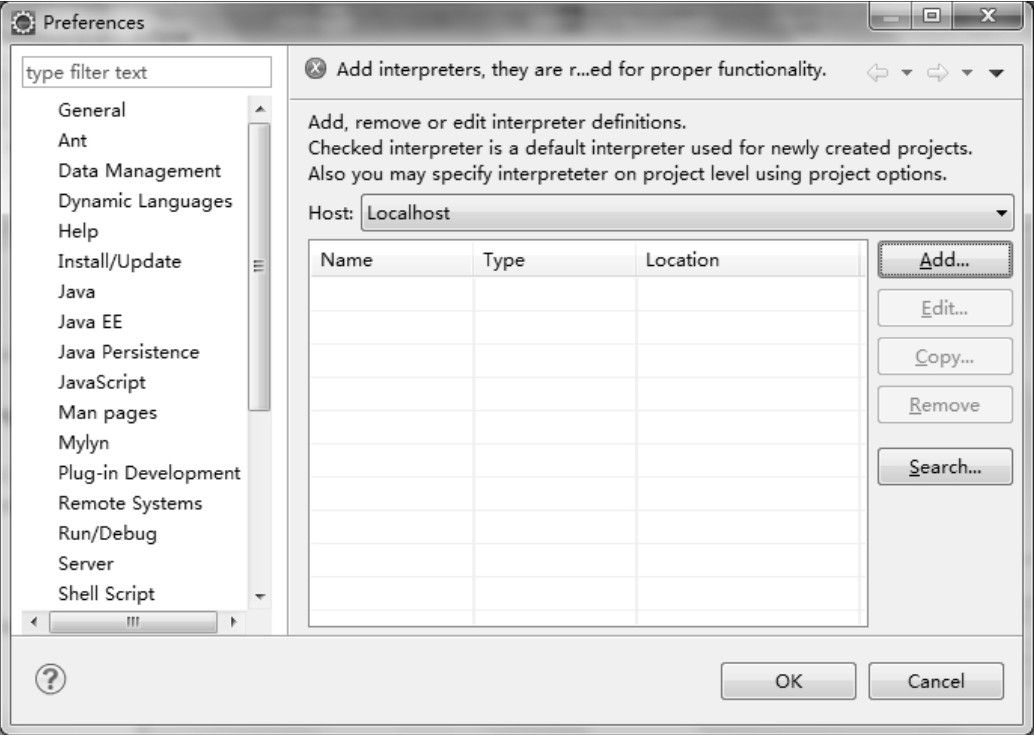 Preferences
type filter text
General
Ant
Data Management
Dynamic Languages
Help
Install/Update
Java
Java EE
Java Persistence
JavaScript
Man pages
Mylyn
Plug-in Development
Remote Systems
Run/Debug
Server
Shell Script
Add interpreters, they are r...ed for proper functionality.
Add, remove or edit interpreter definitions.
Checked interpreter is a default interpreter used for newly created projects.
Also you may specify interpreteter on project level using project options.
Host: Localhost
Name Type Location
Add...
Edit...
Copy...
Remove
Search...
OK Cancel